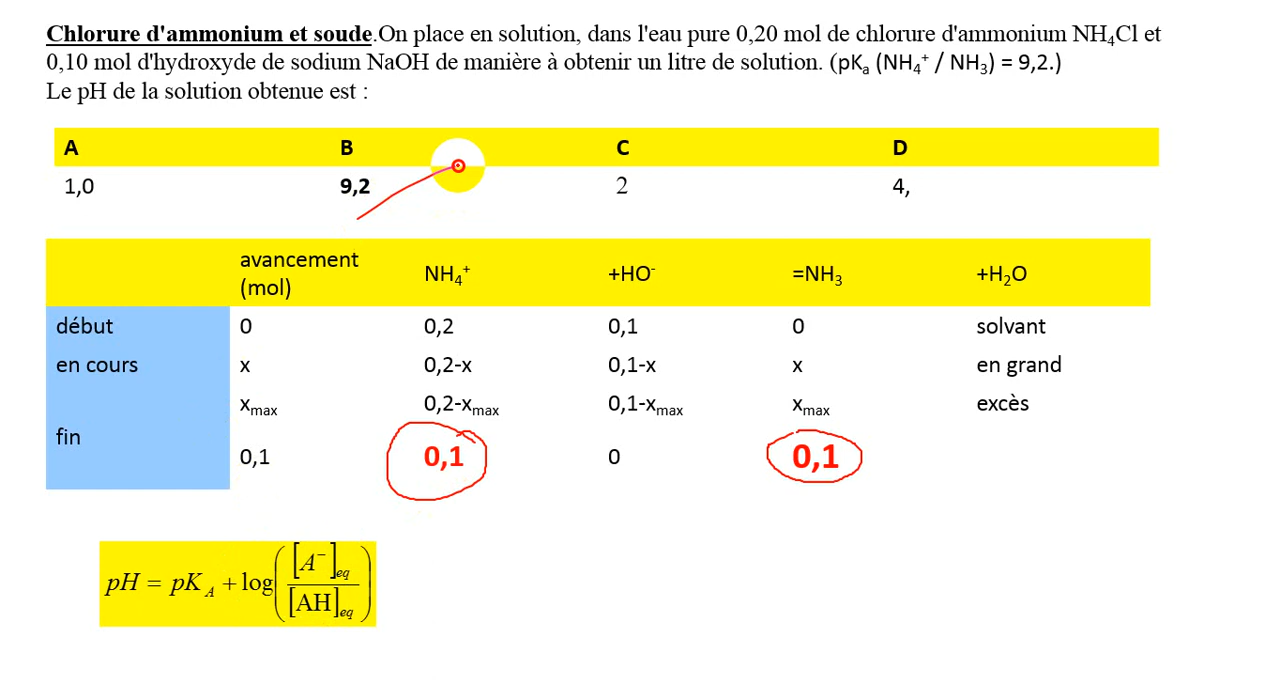 Chlorure d'ammonium et soude.On place en solution, dans l'eau pure 0,20 mol de chlorure d'ammonium NH₄Cl et
0,10 mol d'hydroxyde de sodium NaOH de manière à obtenir un litre de solution. (pKₐ (NH₄⁺ / NH₃) = 9,2.)
Le pH de la solution obtenue est :
A B C D
1,0 9,2 2 4,
avancement (mol) NH₄⁺ +HO⁻ =NH₃ +H₂O
début 0 0,2 0,1 0 solvant
en cours x 0,2-x 0,1-x x en grand
xmax 0,2-xmax 0,1-xmax xmax excès
fin
0,1 0,1 0 0,1
pH = pK_A + log([A⁻]eq / [AH]eq)